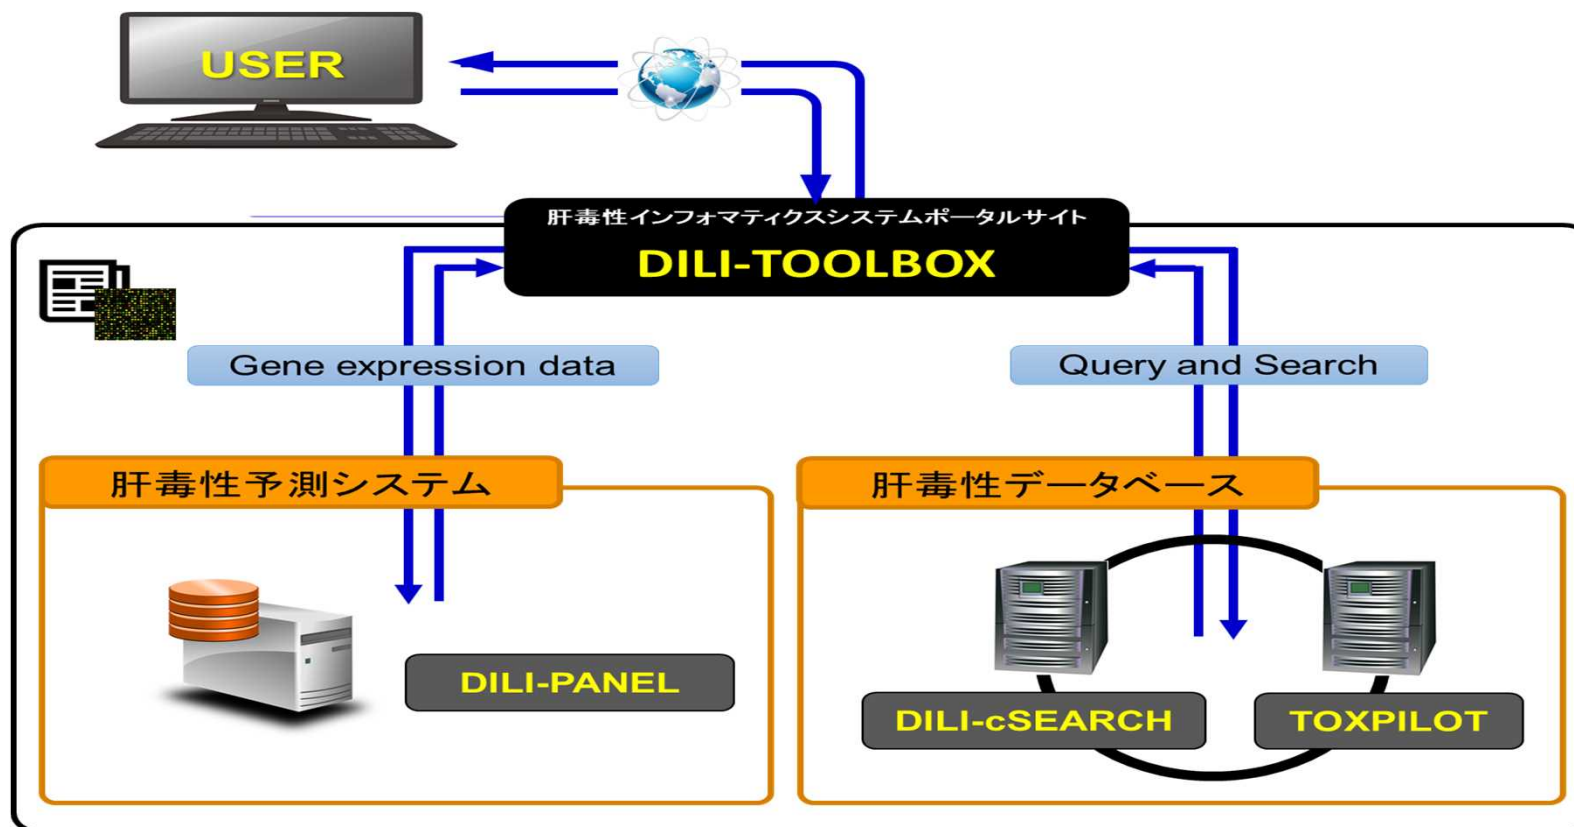 USER
肝毒性インフォマティクスシステムポータルサイト
DILI-TOOLBOX
Gene expression data
Query and Search
肝毒性予測システム
肝毒性データベース
DILI-PANEL
DILI-cSEARCH
TOXPILOT